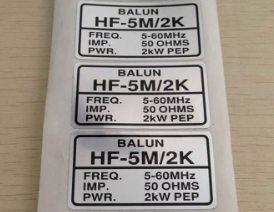 BALUN
HF-5M/2K
FREQ. 5-60MHz
IMP. 50 OHMS
PWR. 2kW PEP
BALUN
HF-5M/2K
FREQ. 5-60MHz
IMP. 50 OHMS
PWR. 2kW PEP
BALUN
HF-5M/2K
FREQ. 5-60MHz
IMP. 50 OHMS
PWR. 2kW PEP